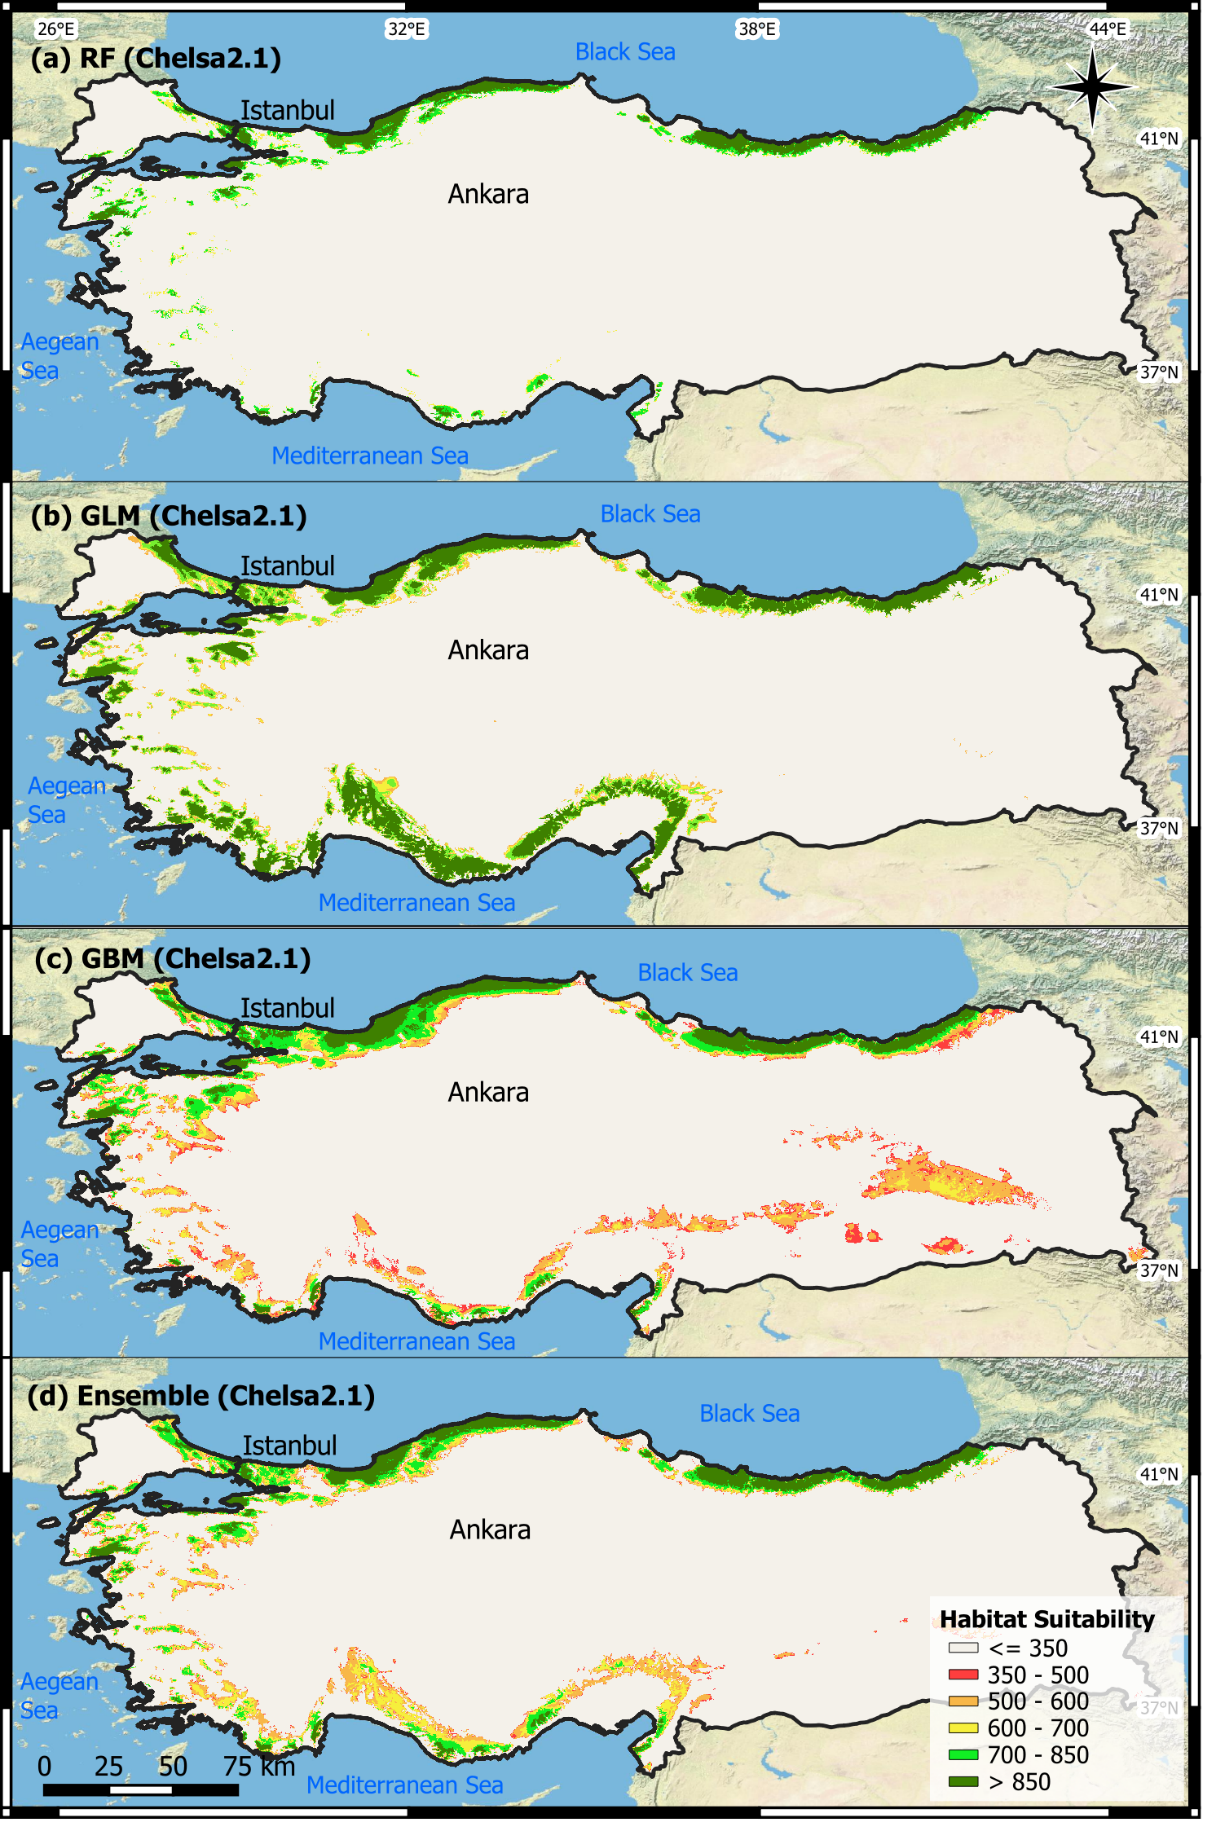 26°E 32°E 38°E 44°E
(a) RF (Chelsa2.1)
Black Sea
Istanbul
41°N
Ankara
Aegean
Sea
37°N
Mediterranean Sea
(b) GLM (Chelsa2.1)
Black Sea
Istanbul
41°N
Ankara
Aegean
Sea
37°N
Mediterranean Sea
(c) GBM (Chelsa2.1)
Black Sea
Istanbul
41°N
Ankara
Aegean
Sea
37°N
Mediterranean Sea
(d) Ensemble (Chelsa2.1)
Black Sea
Istanbul
41°N
Ankara
Habitat Suitability
<= 350
350 - 500
500 - 600
600 - 700
700 - 850
> 850
Aegean
Sea
37°N
0 25 50 75 km
Mediterranean Sea